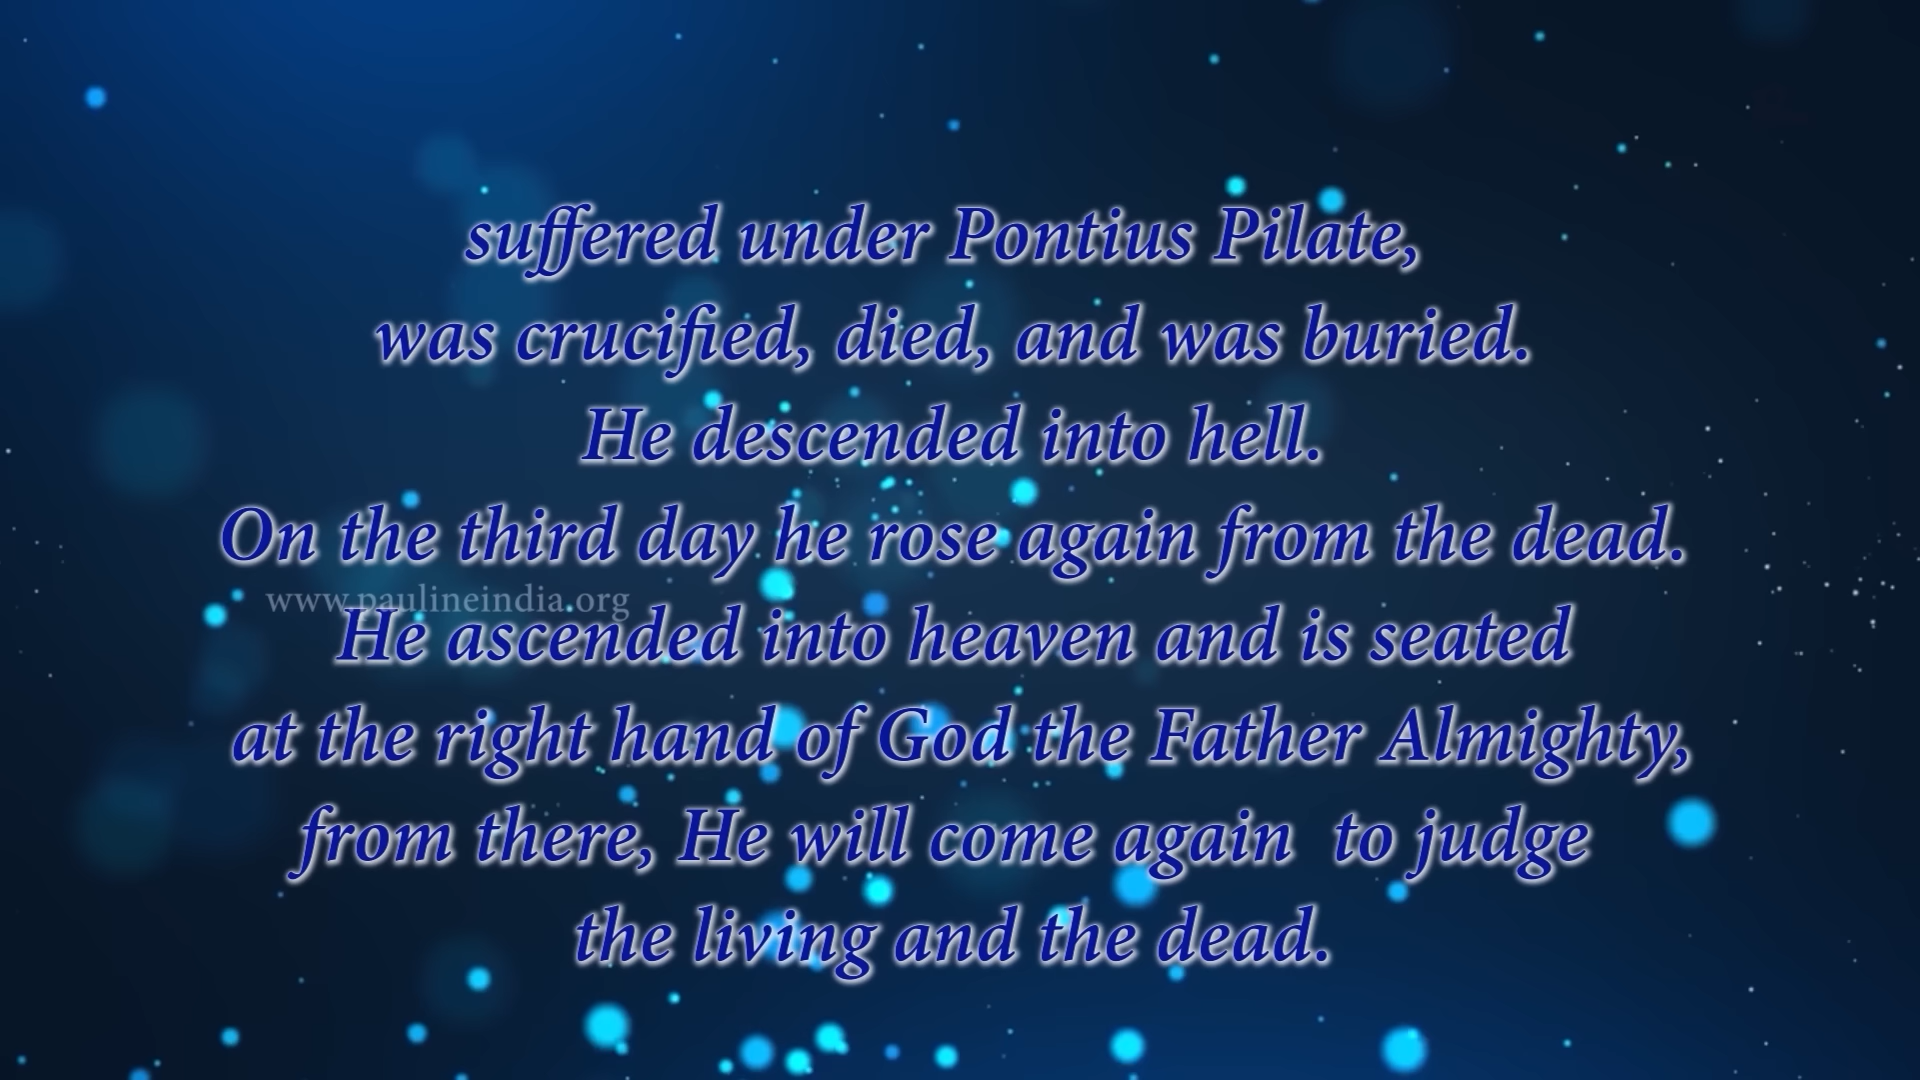 suffered under Pontius Pilate,
was crucified, died, and was buried.
He descended into hell.
On the third day he rose again from the dead.
www.paulineindia.org
He ascended into heaven and is seated
at the right hand of God the Father Almighty,
from there, He will come again  to judge
the living and the dead.